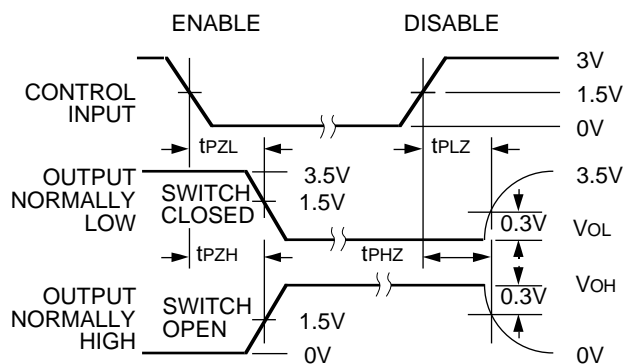 ENABLE DISABLE
3V
CONTROL
INPUT
1.5V
0V
tPZL tPLZ
OUTPUT
NORMALLY
LOW
SWITCH
CLOSED
3.5V
1.5V
3.5V
0.3V
VOL
tPZH tPHZ
OUTPUT
NORMALLY
HIGH
SWITCH
OPEN
1.5V
0V
0.3V
VOH
0V